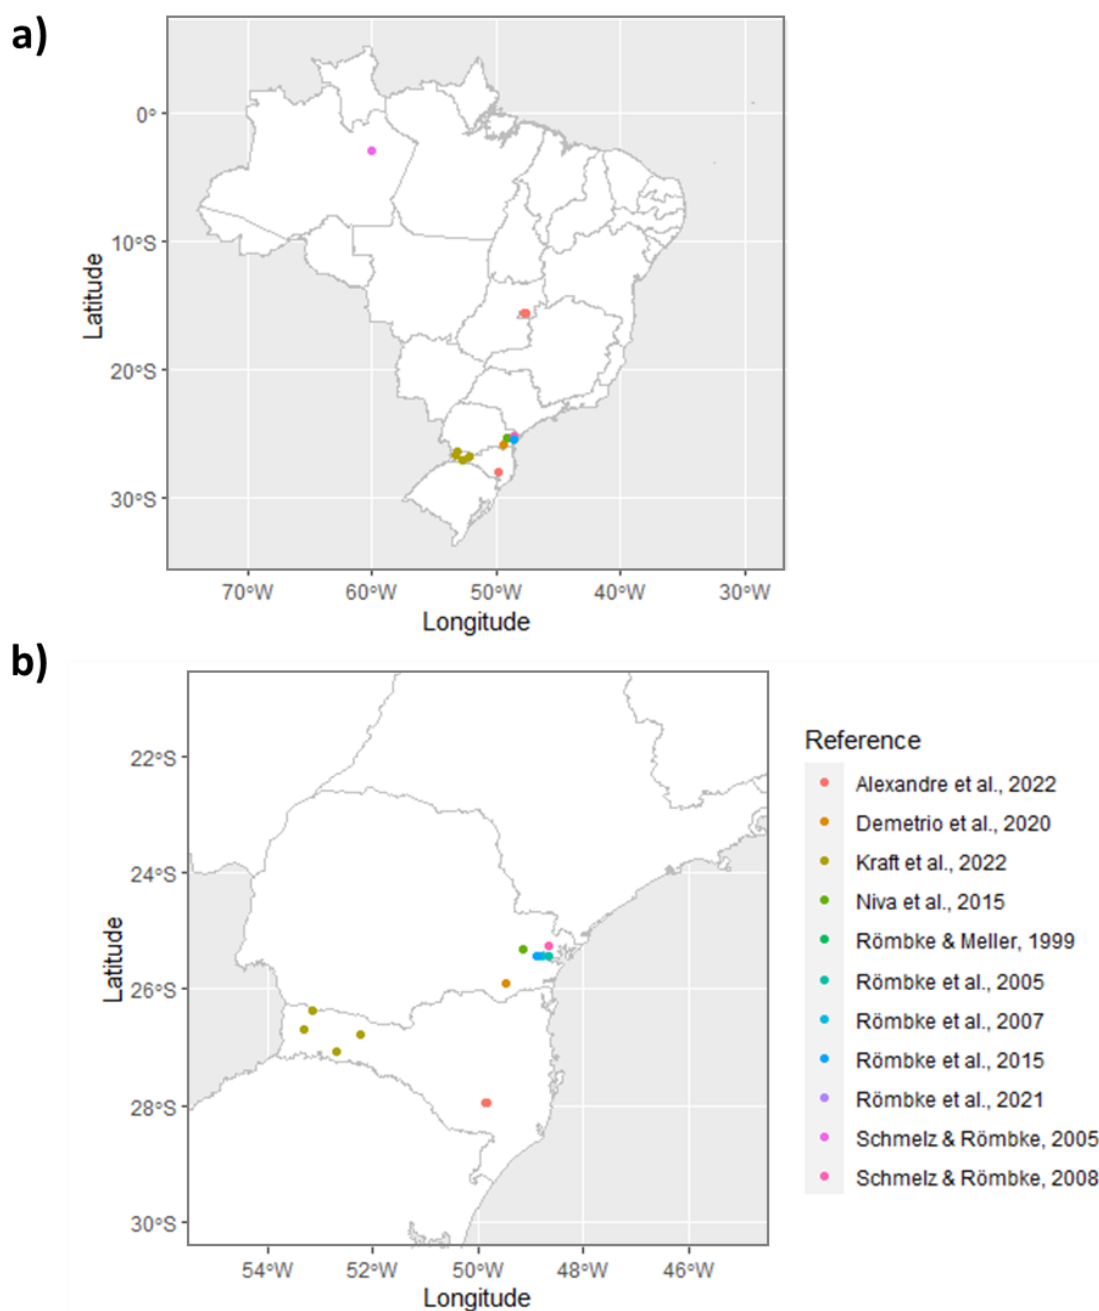 a)
0°
10°S
20°S
30°S
Latitude
70°W 60°W 50°W 40°W 30°W
Longitude
b)
22°S
24°S
26°S
28°S
30°S
Latitude
54°W 52°W 50°W 48°W 46°W
Longitude
Reference
Alexandre et al., 2022
Demetrio et al., 2020
Kraft et al., 2022
Niva et al., 2015
Römbke & Meller, 1999
Römbke et al., 2005
Römbke et al., 2007
Römbke et al., 2015
Römbke et al., 2021
Schmelz & Römbke, 2005
Schmelz & Römbke, 2008